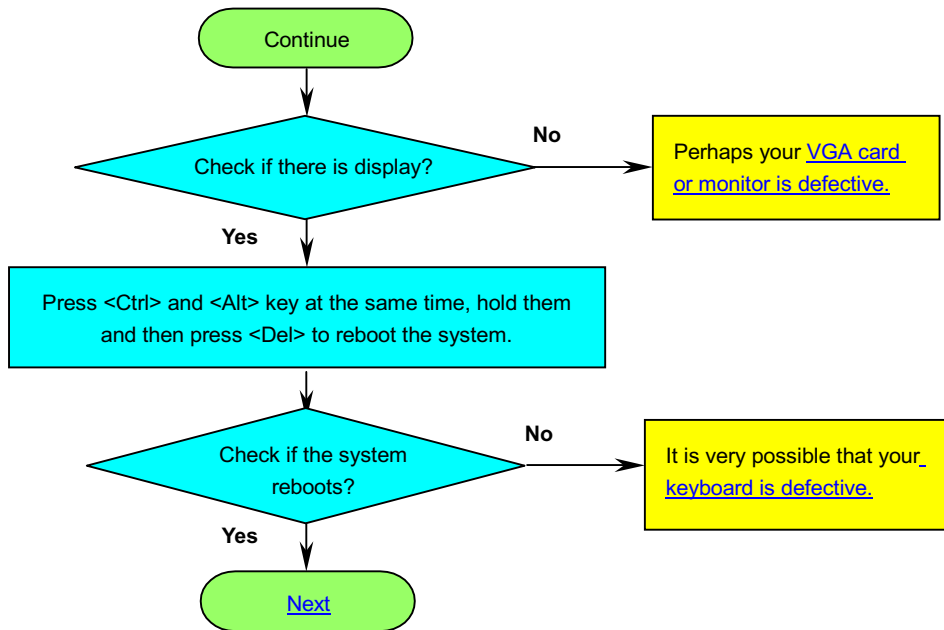 Continue
Check if there is display?
No
Perhaps your VGA card
or monitor is defective.
Yes
Press <Ctrl> and <Alt> key at the same time, hold them
and then press <Del> to reboot the system.
Check if the system
reboots?
No
It is very possible that your
keyboard is defective.
Yes
Next